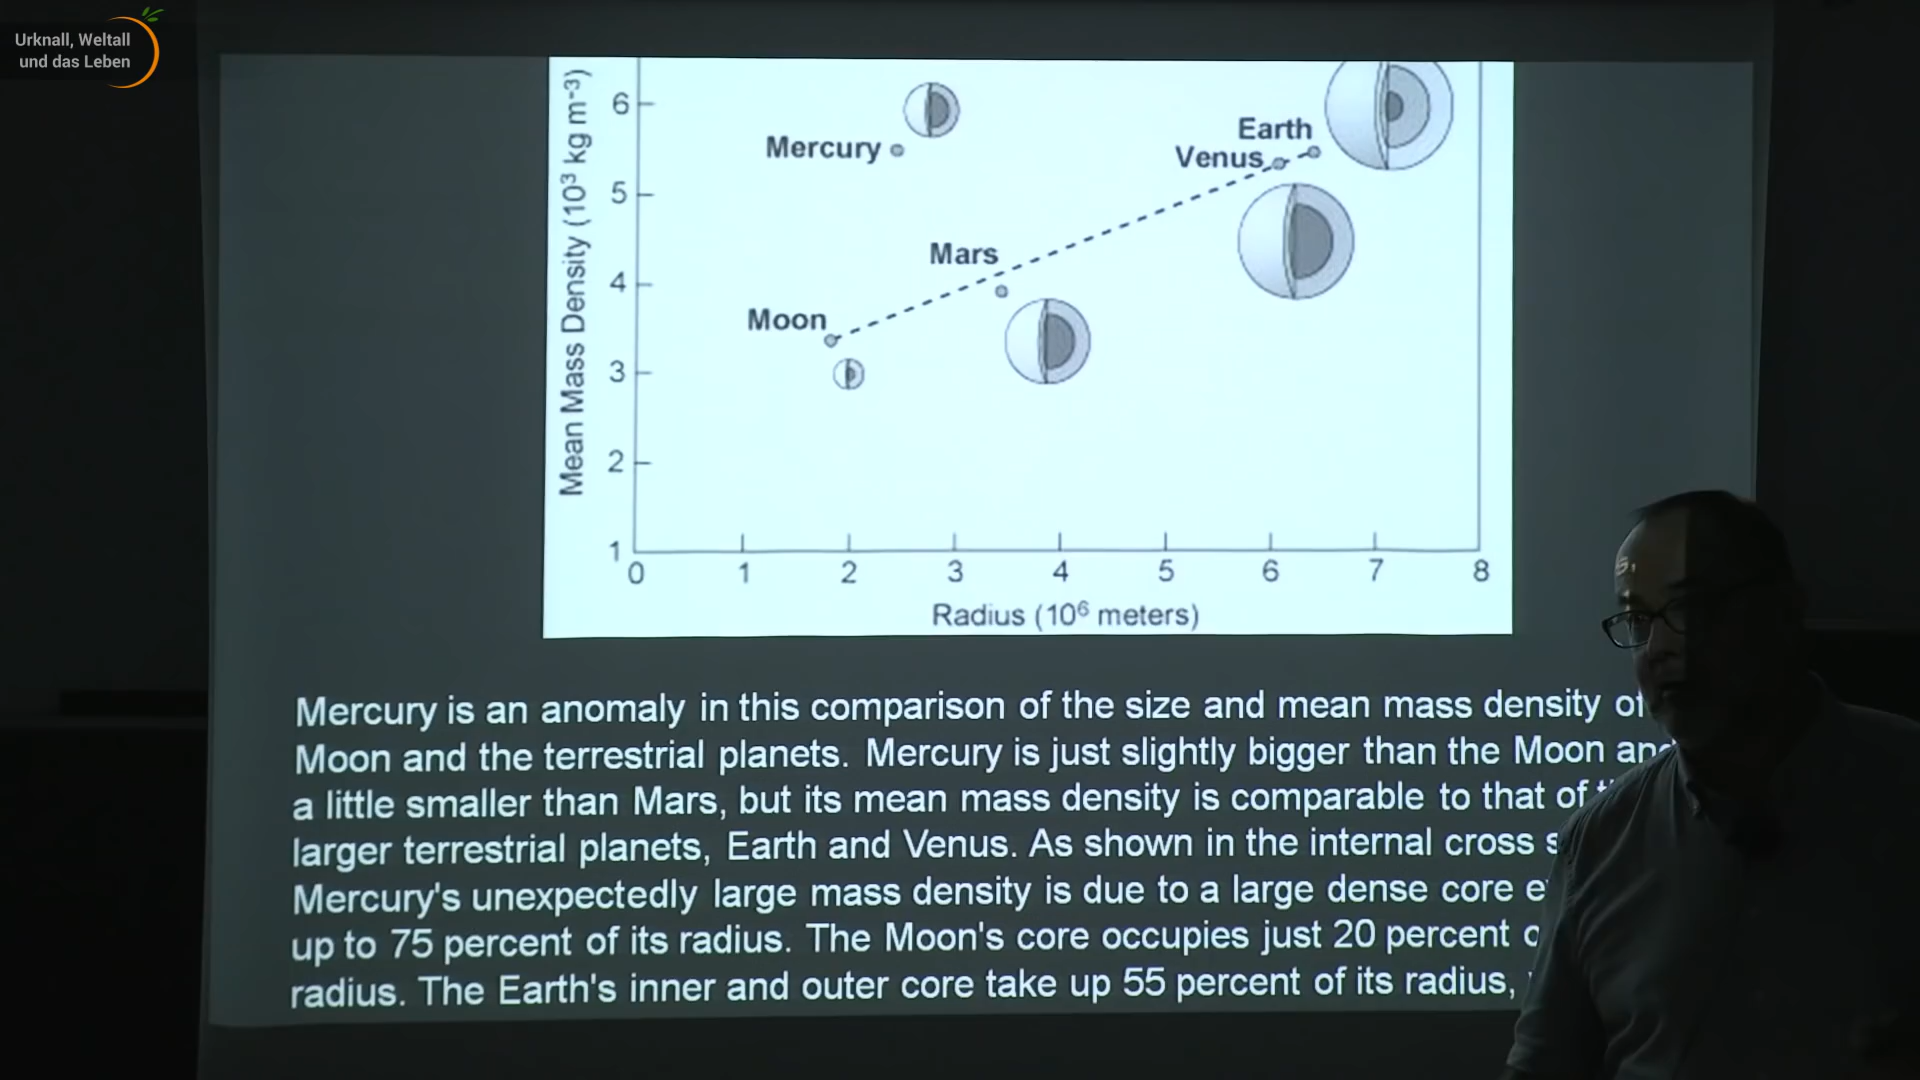 Urknall, Weltall
und das Leben
Mean Mass Density (10³ kg m⁻³)
6
5
4
3
2
1
Mercury
Earth
Venus
Mars
Moon
0 1 2 3 4 5 6 7 8
Radius (10⁶ meters)
Mercury is an anomaly in this comparison of the size and mean mass density of
Moon and the terrestrial planets. Mercury is just slightly bigger than the Moon and
a little smaller than Mars, but its mean mass density is comparable to that of
larger terrestrial planets, Earth and Venus. As shown in the internal cross
Mercury's unexpectedly large mass density is due to a large dense core
up to 75 percent of its radius. The Moon's core occupies just 20 percent
radius. The Earth's inner and outer core take up 55 percent of its radius,